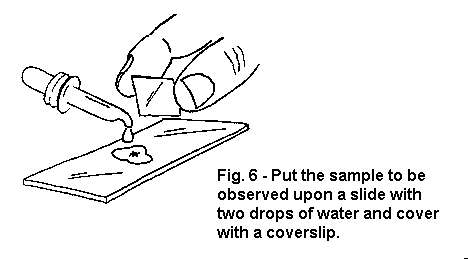 Fig. 6 - Put the sample to be
observed upon a slide with
two drops of water and cover
with a coverslip.